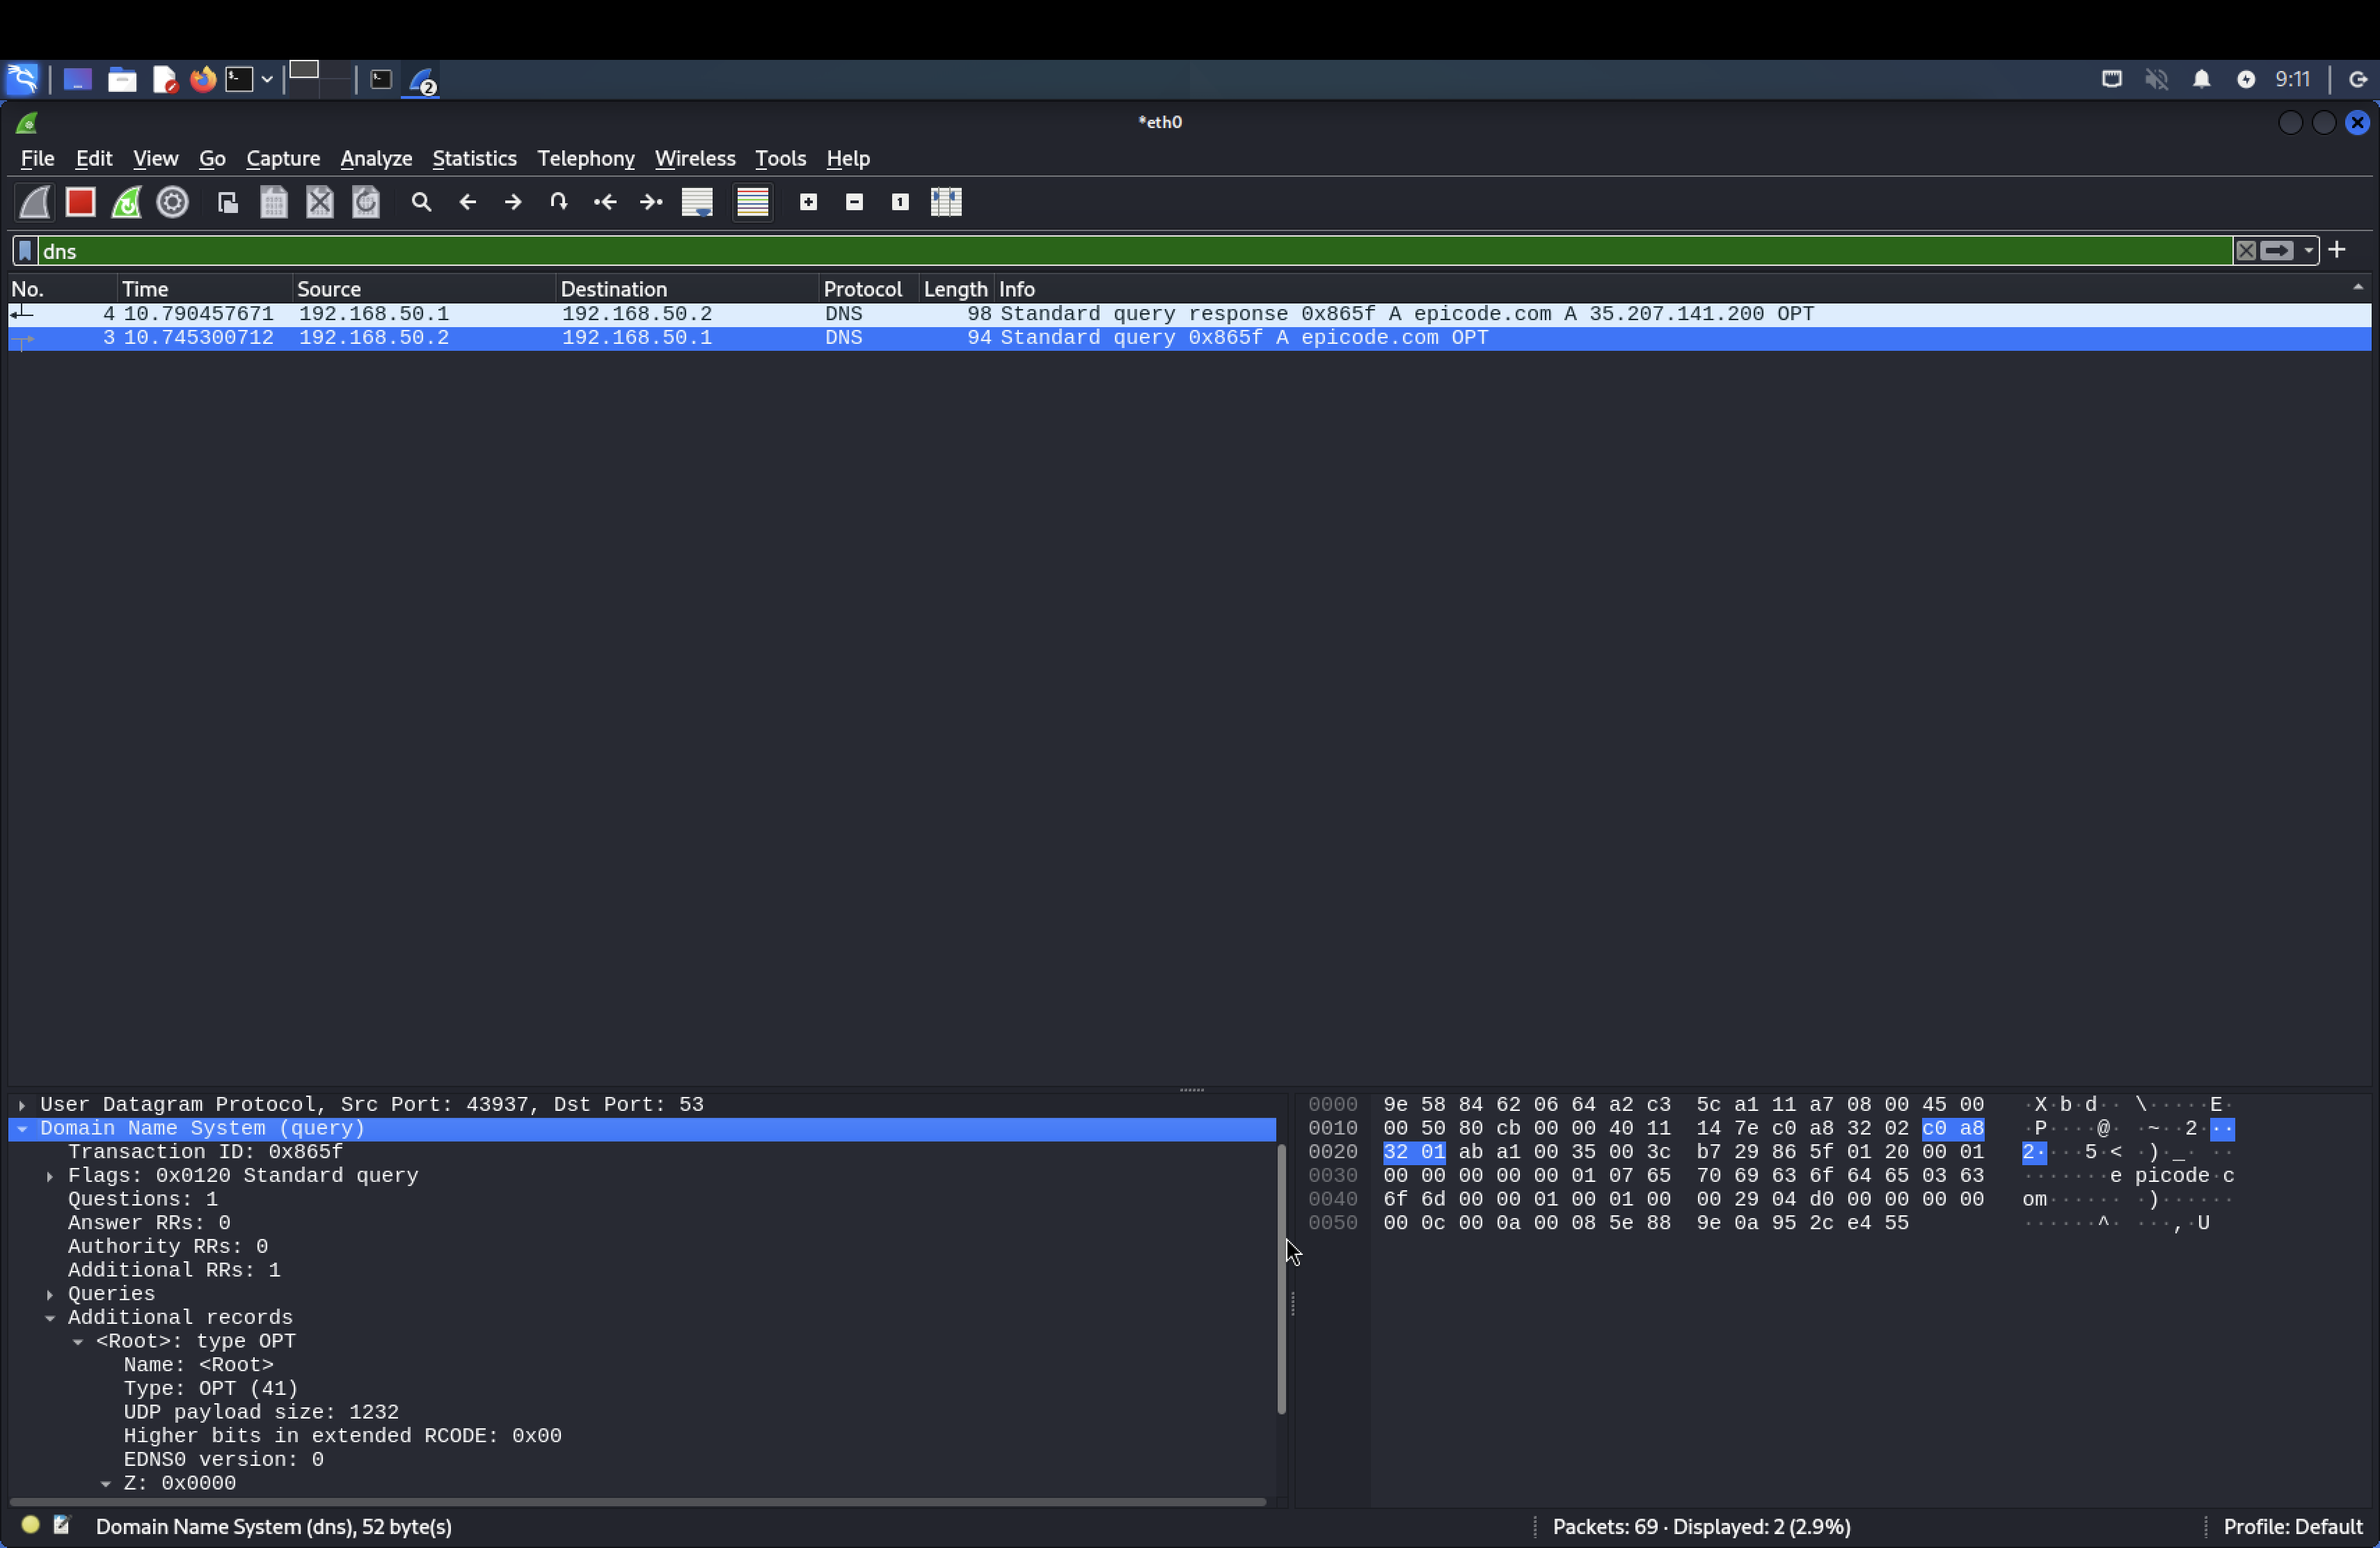 2
9:11
*eth0
File Edit View Go Capture Analyze Statistics Telephony Wireless Tools Help
dns
No. Time Source Destination Protocol Length Info
4 10.790457671 192.168.50.1 192.168.50.2 DNS 98 Standard query response 0x865f A epicode.com A 35.207.141.200 OPT
3 10.745300712 192.168.50.2 192.168.50.1 DNS 94 Standard query 0x865f A epicode.com OPT
User Datagram Protocol, Src Port: 43937, Dst Port: 53
Domain Name System (query)
Transaction ID: 0x865f
Flags: 0x0120 Standard query
Questions: 1
Answer RRs: 0
Authority RRs: 0
Additional RRs: 1
Queries
Additional records
<Root>: type OPT
Name: <Root>
Type: OPT (41)
UDP payload size: 1232
Higher bits in extended RCODE: 0x00
EDNS0 version: 0
Z: 0x0000
0000 9e 58 84 62 06 64 a2 c3 5c a1 11 a7 08 00 45 00 ·X·b·d·· \·····E·
0010 00 50 80 cb 00 00 40 11 14 7e c0 a8 32 02 c0 a8 ·P····@· ·~··2···
0020 32 01 ab a1 00 35 00 3c b7 29 86 5f 01 20 00 01 2····5·< ·)·_· ··
0030 00 00 00 00 00 01 07 65 70 69 63 6f 64 65 03 63 ·······e picode·c
0040 6f 6d 00 00 01 00 01 00 00 29 04 d0 00 00 00 00 om······ ·)······
0050 00 0c 00 0a 00 08 5e 88 9e 0a 95 2c e4 55 ······^· ···,·U
Domain Name System (dns), 52 byte(s)
Packets: 69 · Displayed: 2 (2.9%)
Profile: Default